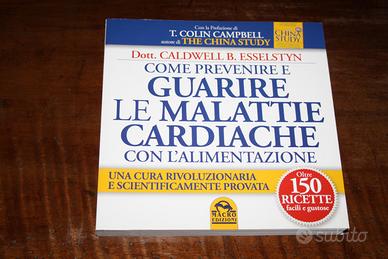 Con la Prefazione di
T. COLIN CAMPBELL
autore di THE CHINA STUDY
CHINA
STUDY
Dott. CALDWELL B. ESSELSTYN
COME PREVENIRE E
GUARIRE
LE MALATTIE
CARDIACHE
CON L'ALIMENTAZIONE
UNA CURA RIVOLUZIONARIA
E SCIENTIFICAMENTE PROVATA
Oltre
150
RICETTE
facili e gustose
MACRO
EDIZIONI
subito